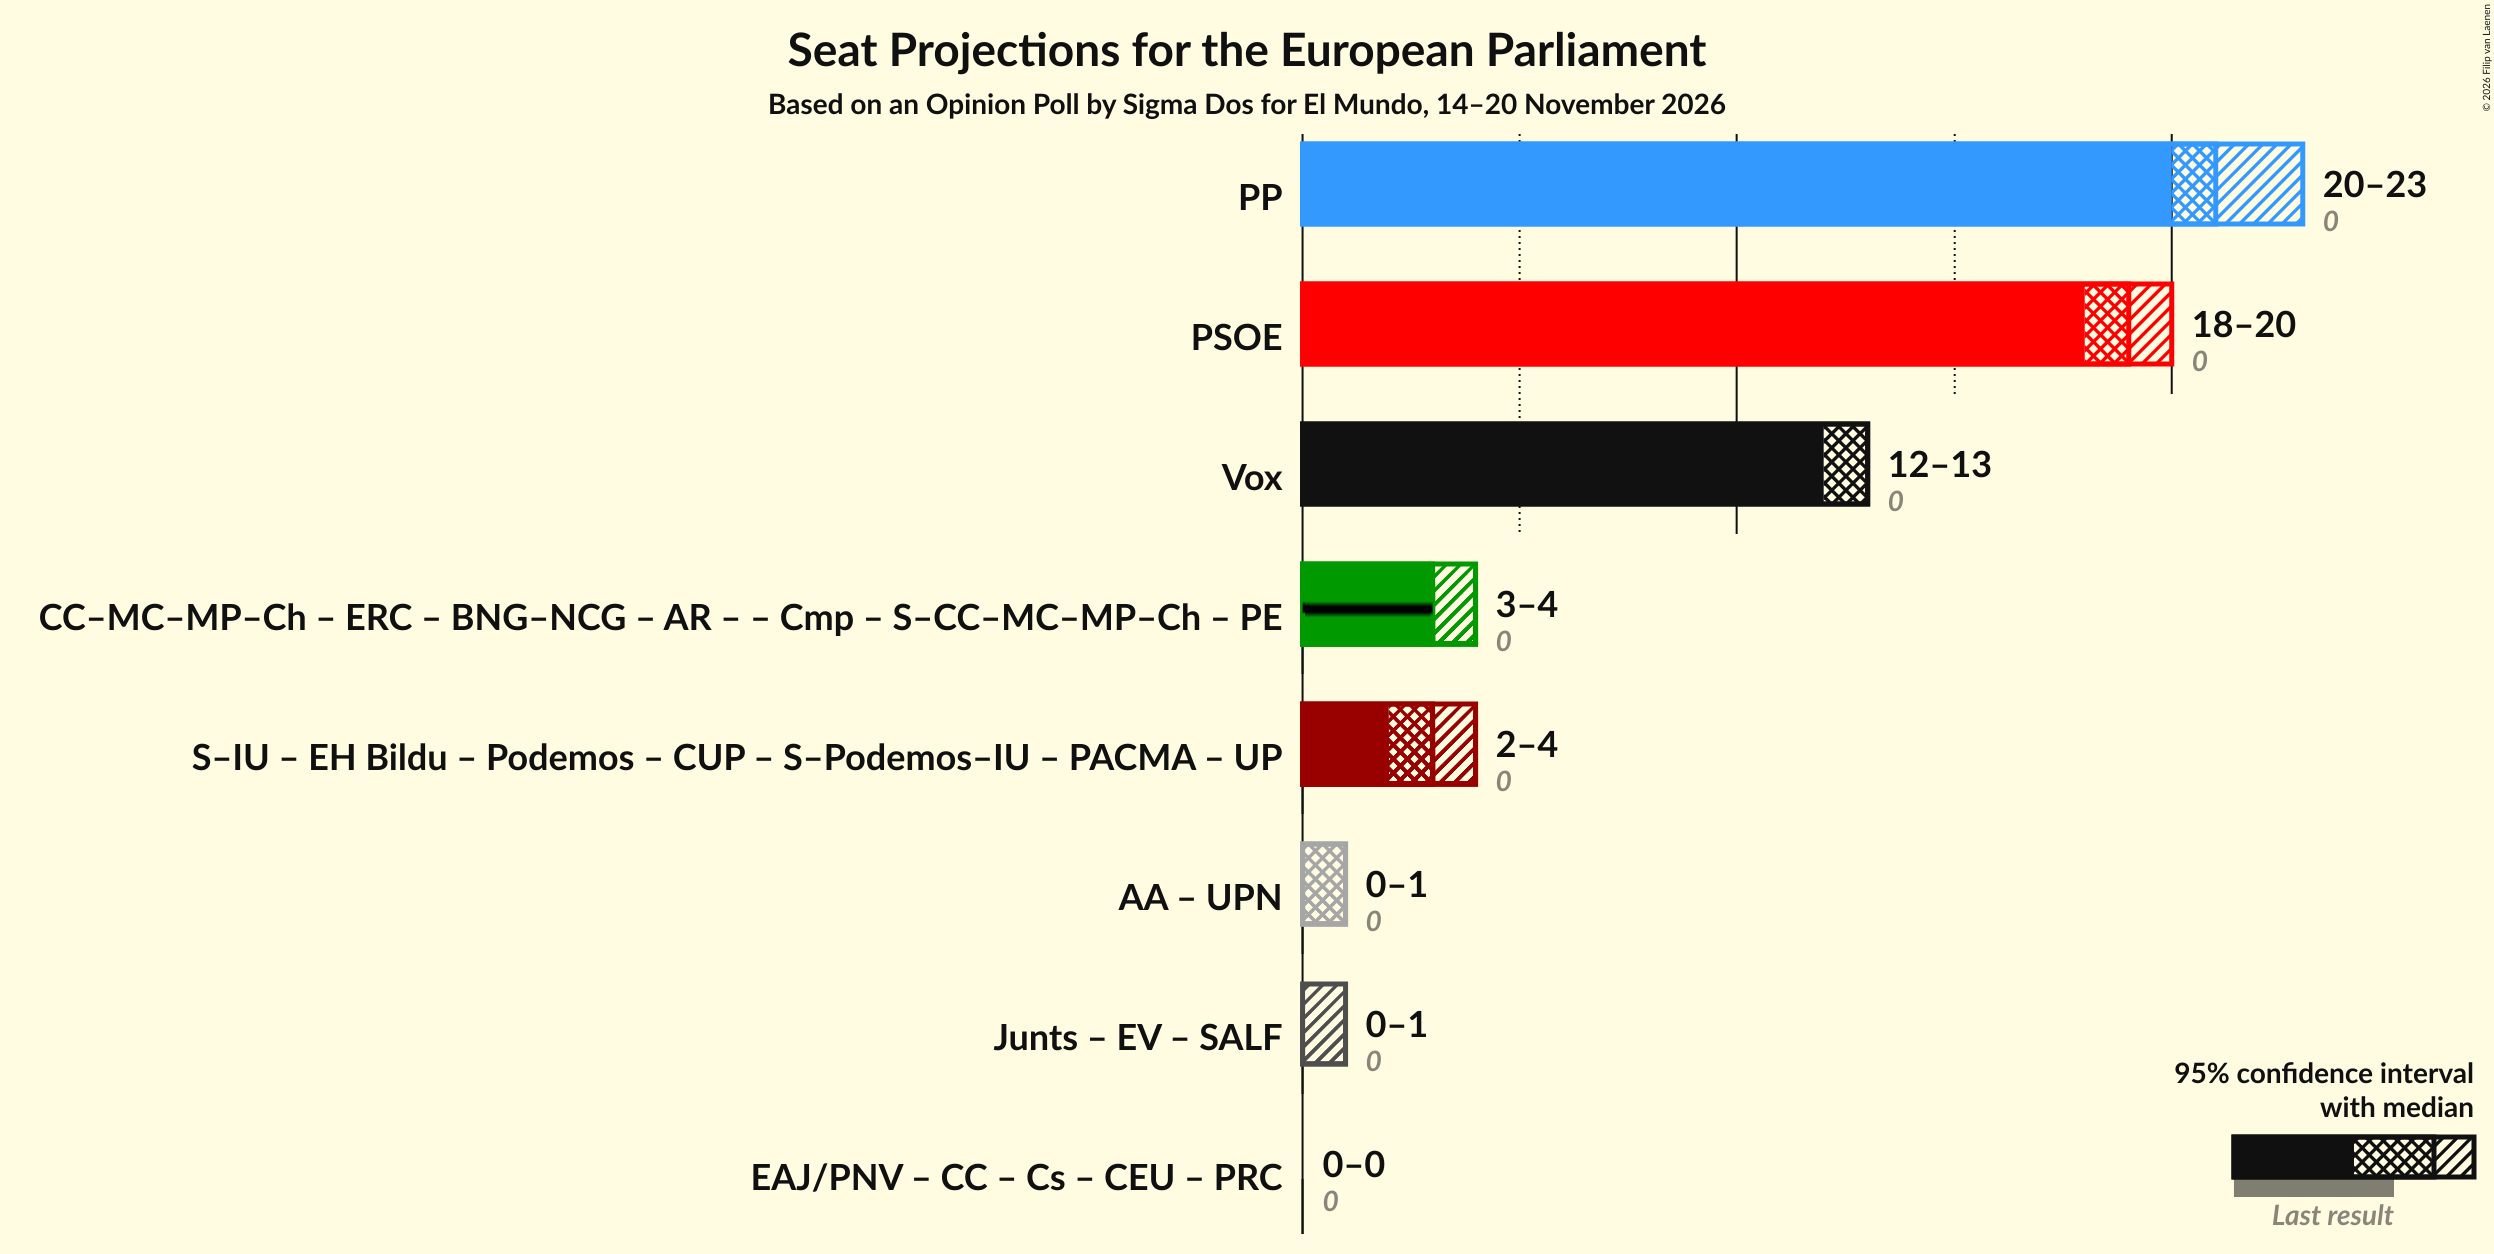 Seat Projections for the European Parliament
Based on an Opinion Poll by Sigma Dos for El Mundo, 14–20 November 2026
© 2026 Filip van Laenen
PP
20–23
0
PSOE
18–20
0
Vox
12–13
0
CC–MC–MP–Ch – ERC – BNG–NCG – AR – – Cmp – S–CC–MC–MP–Ch – PE
3–4
0
S–IU – EH Bildu – Podemos – CUP – S–Podemos–IU – PACMA – UP
2–4
0
AA – UPN
0–1
0
Junts – EV – SALF
0–1
0
EAJ/PNV – CC – Cs – CEU – PRC
0–0
0
95% confidence interval
with median
Last result